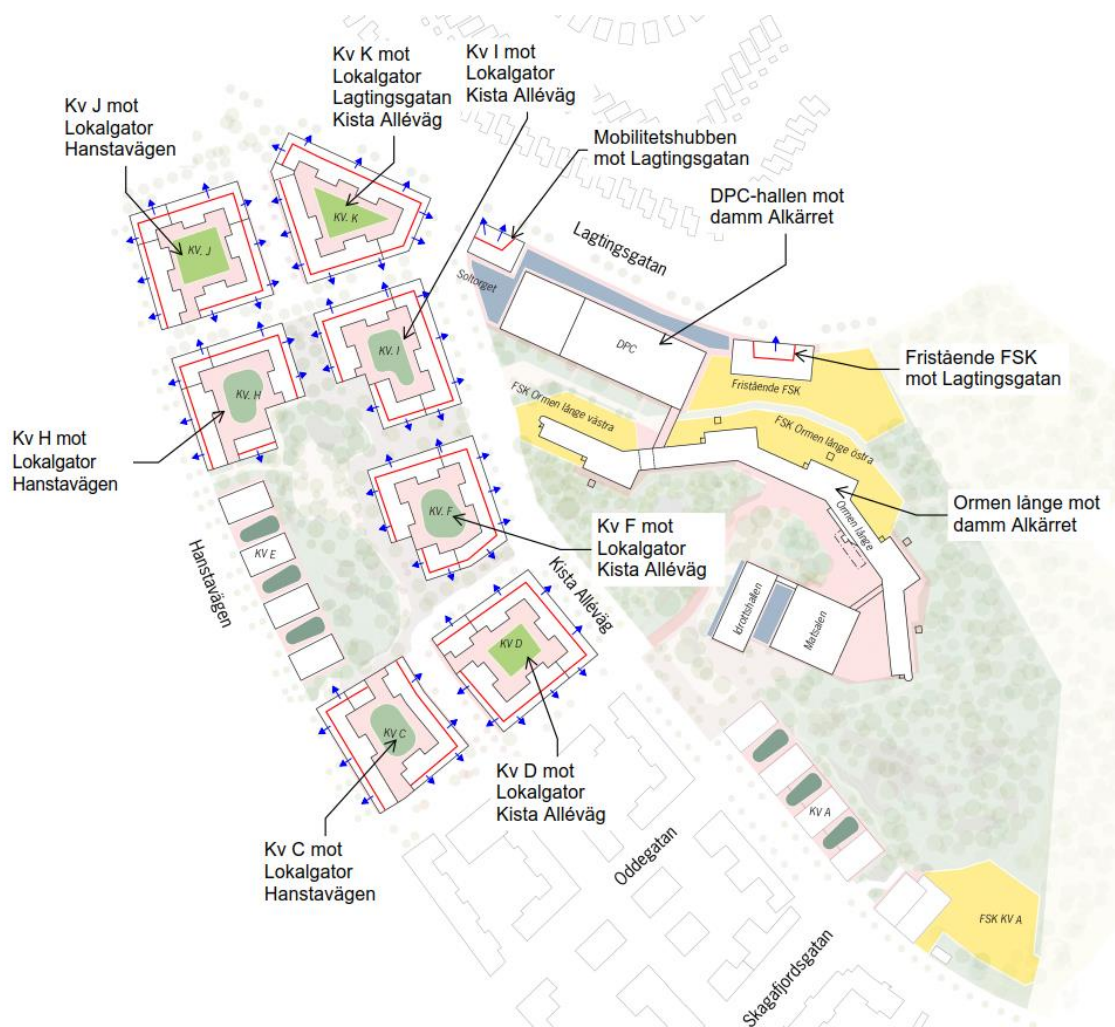 Kv K mot
Lokalgator
Lagtingsgatan
Kista Alléväg
Kv I mot
Lokalgator
Kista Alléväg
Kv J mot
Lokalgator
Hanstavägen
Mobilitetshubben
mot Lagtingsgatan
DPC-hallen mot
damm Alkärret
KV. K
KV. J
Lagtingsgatan
Soltorget
DPC
KV. I
Fristående FSK
mot Lagtingsgatan
Fristående FSK
KV. H
FSK Ormen långe västra
FSK Ormen långe östra
Kv H mot
Lokalgator
Hanstavägen
Ormen långe mot
damm Alkärret
KV. F
Ormen långe
Kv F mot
Lokalgator
Kista Alléväg
KV E
Hanstavägen
Kista Alléväg
Idrottshallen
Matsalen
KV D
KV C
Kv D mot
Lokalgator
Kista Alléväg
KV A
Kv C mot
Lokalgator
Hanstavägen
Oddegatan
FSK KV A
Skagafjordsgatan